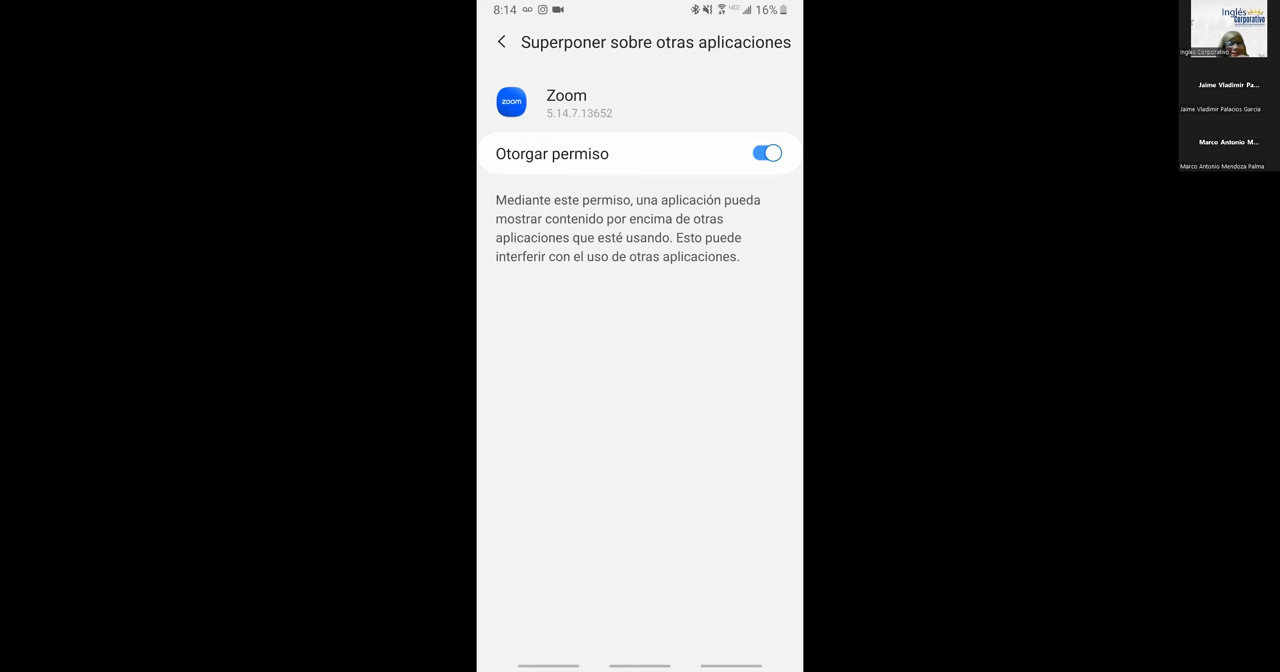 8:14
16%
Superponer sobre otras aplicaciones
zoom
Zoom
5.14.7.13652
Otorgar permiso
Mediante este permiso, una aplicación pueda
mostrar contenido por encima de otras
aplicaciones que esté usando. Esto puede
interferir con el uso de otras aplicaciones.
Inglés
Corporativo
Inglés Corporativo
Jaime Vladimir Pa...
Jaime Vladimir Palacios Garcia
Marco Antonio M...
Marco Antonio Mendoza Palma